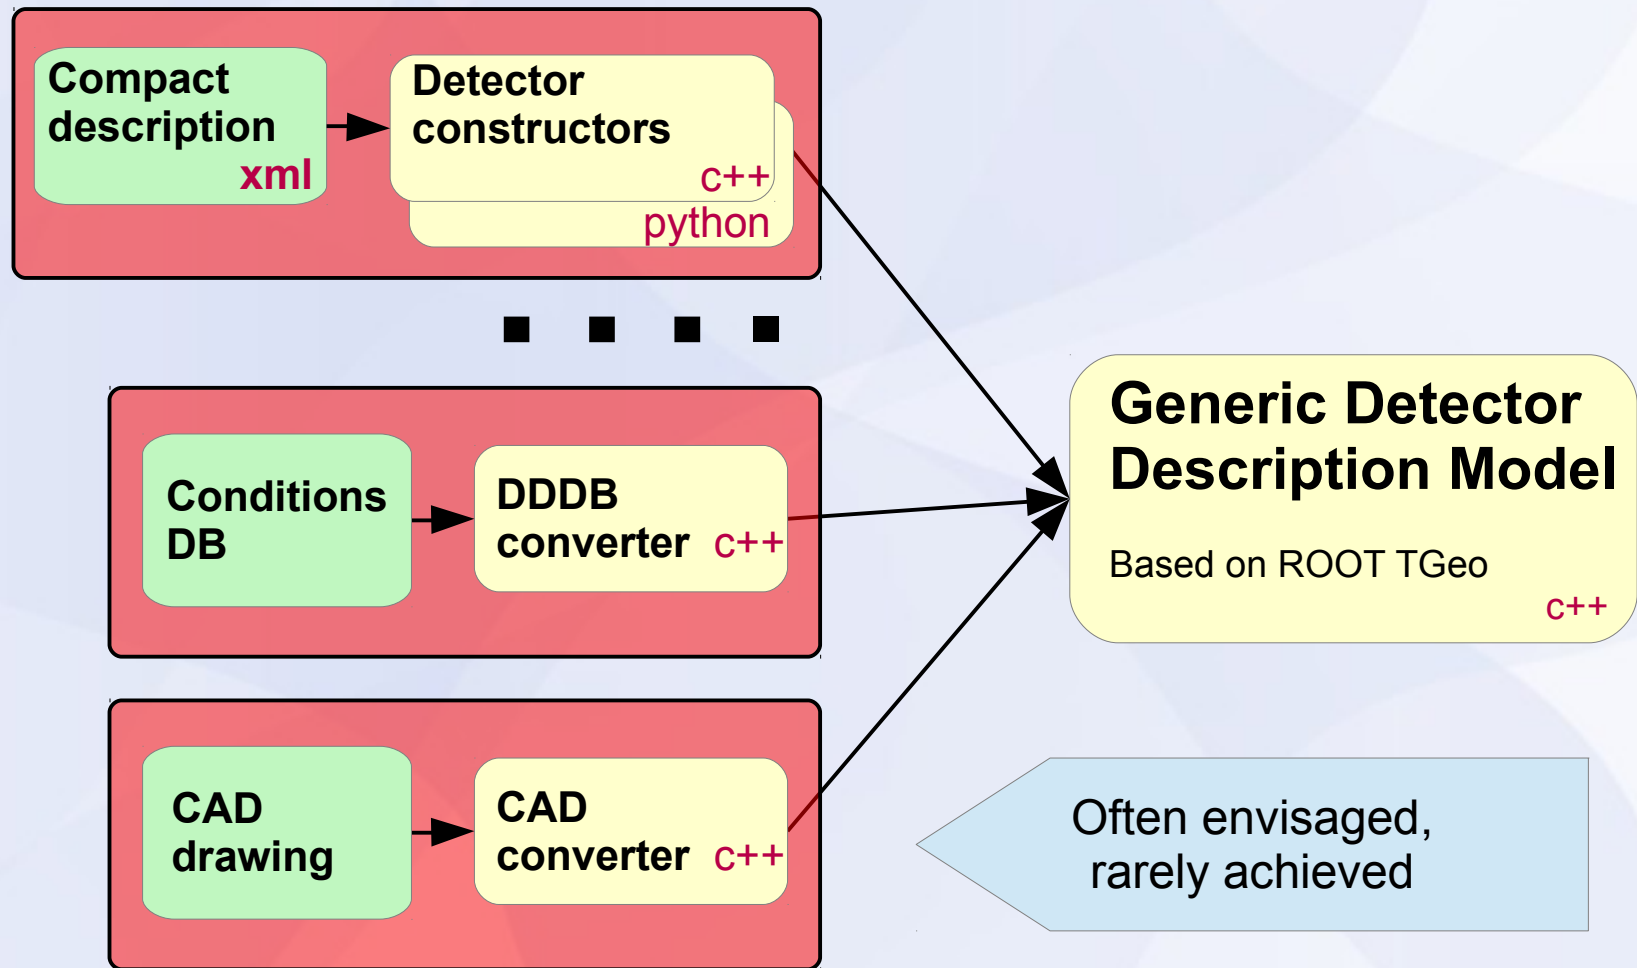 Compact
description
xml
Detector
constructors
c++
python
Conditions
DB
DDDB
converter c++
CAD
drawing
CAD
converter c++
Generic Detector
Description Model
Based on ROOT TGeo
c++
Often envisaged,
rarely achieved